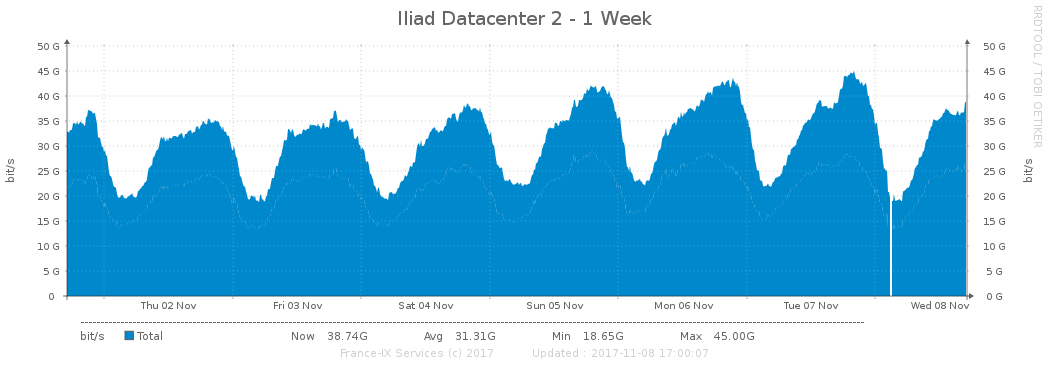 Iliad Datacenter 2 - 1 Week
RRDTOOL / TOBI OETIKER
bit/s
50 G 50 G
45 G 45 G
40 G 40 G
35 G 35 G
30 G 30 G
25 G 25 G
20 G 20 G
15 G 15 G
10 G 10 G
5 G 5 G
0 0 G
bit/s
Thu 02 Nov Fri 03 Nov Sat 04 Nov Sun 05 Nov Mon 06 Nov Tue 07 Nov Wed 08 Nov
bit/s Total Now 38.74G Avg 31.31G Min 18.65G Max 45.00G
France-IX Services (c) 2017 Updated : 2017-11-08 17:00:07